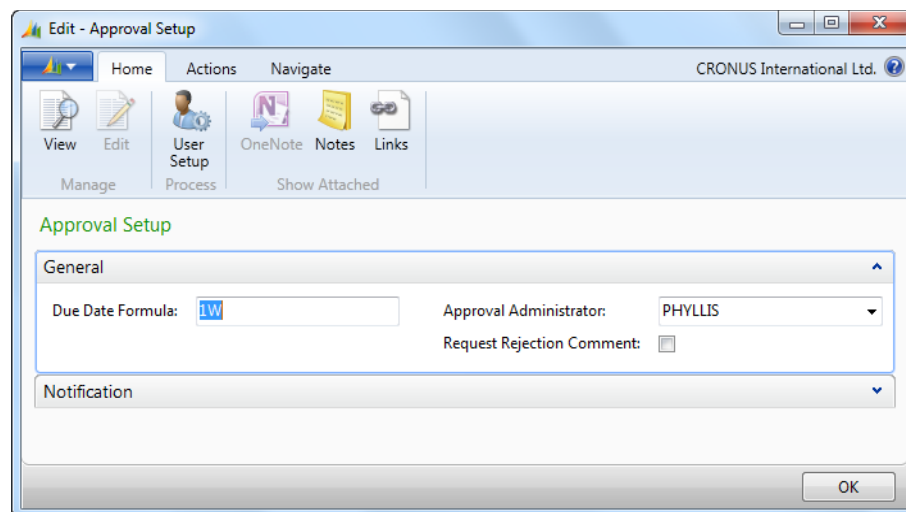 Edit - Approval Setup
Home Actions Navigate CRONUS International Ltd.
View Edit User Setup OneNote Notes Links
Manage Process Show Attached
Approval Setup
General
Due Date Formula: 1W Approval Administrator: PHYLLIS
Request Rejection Comment:
Notification
OK